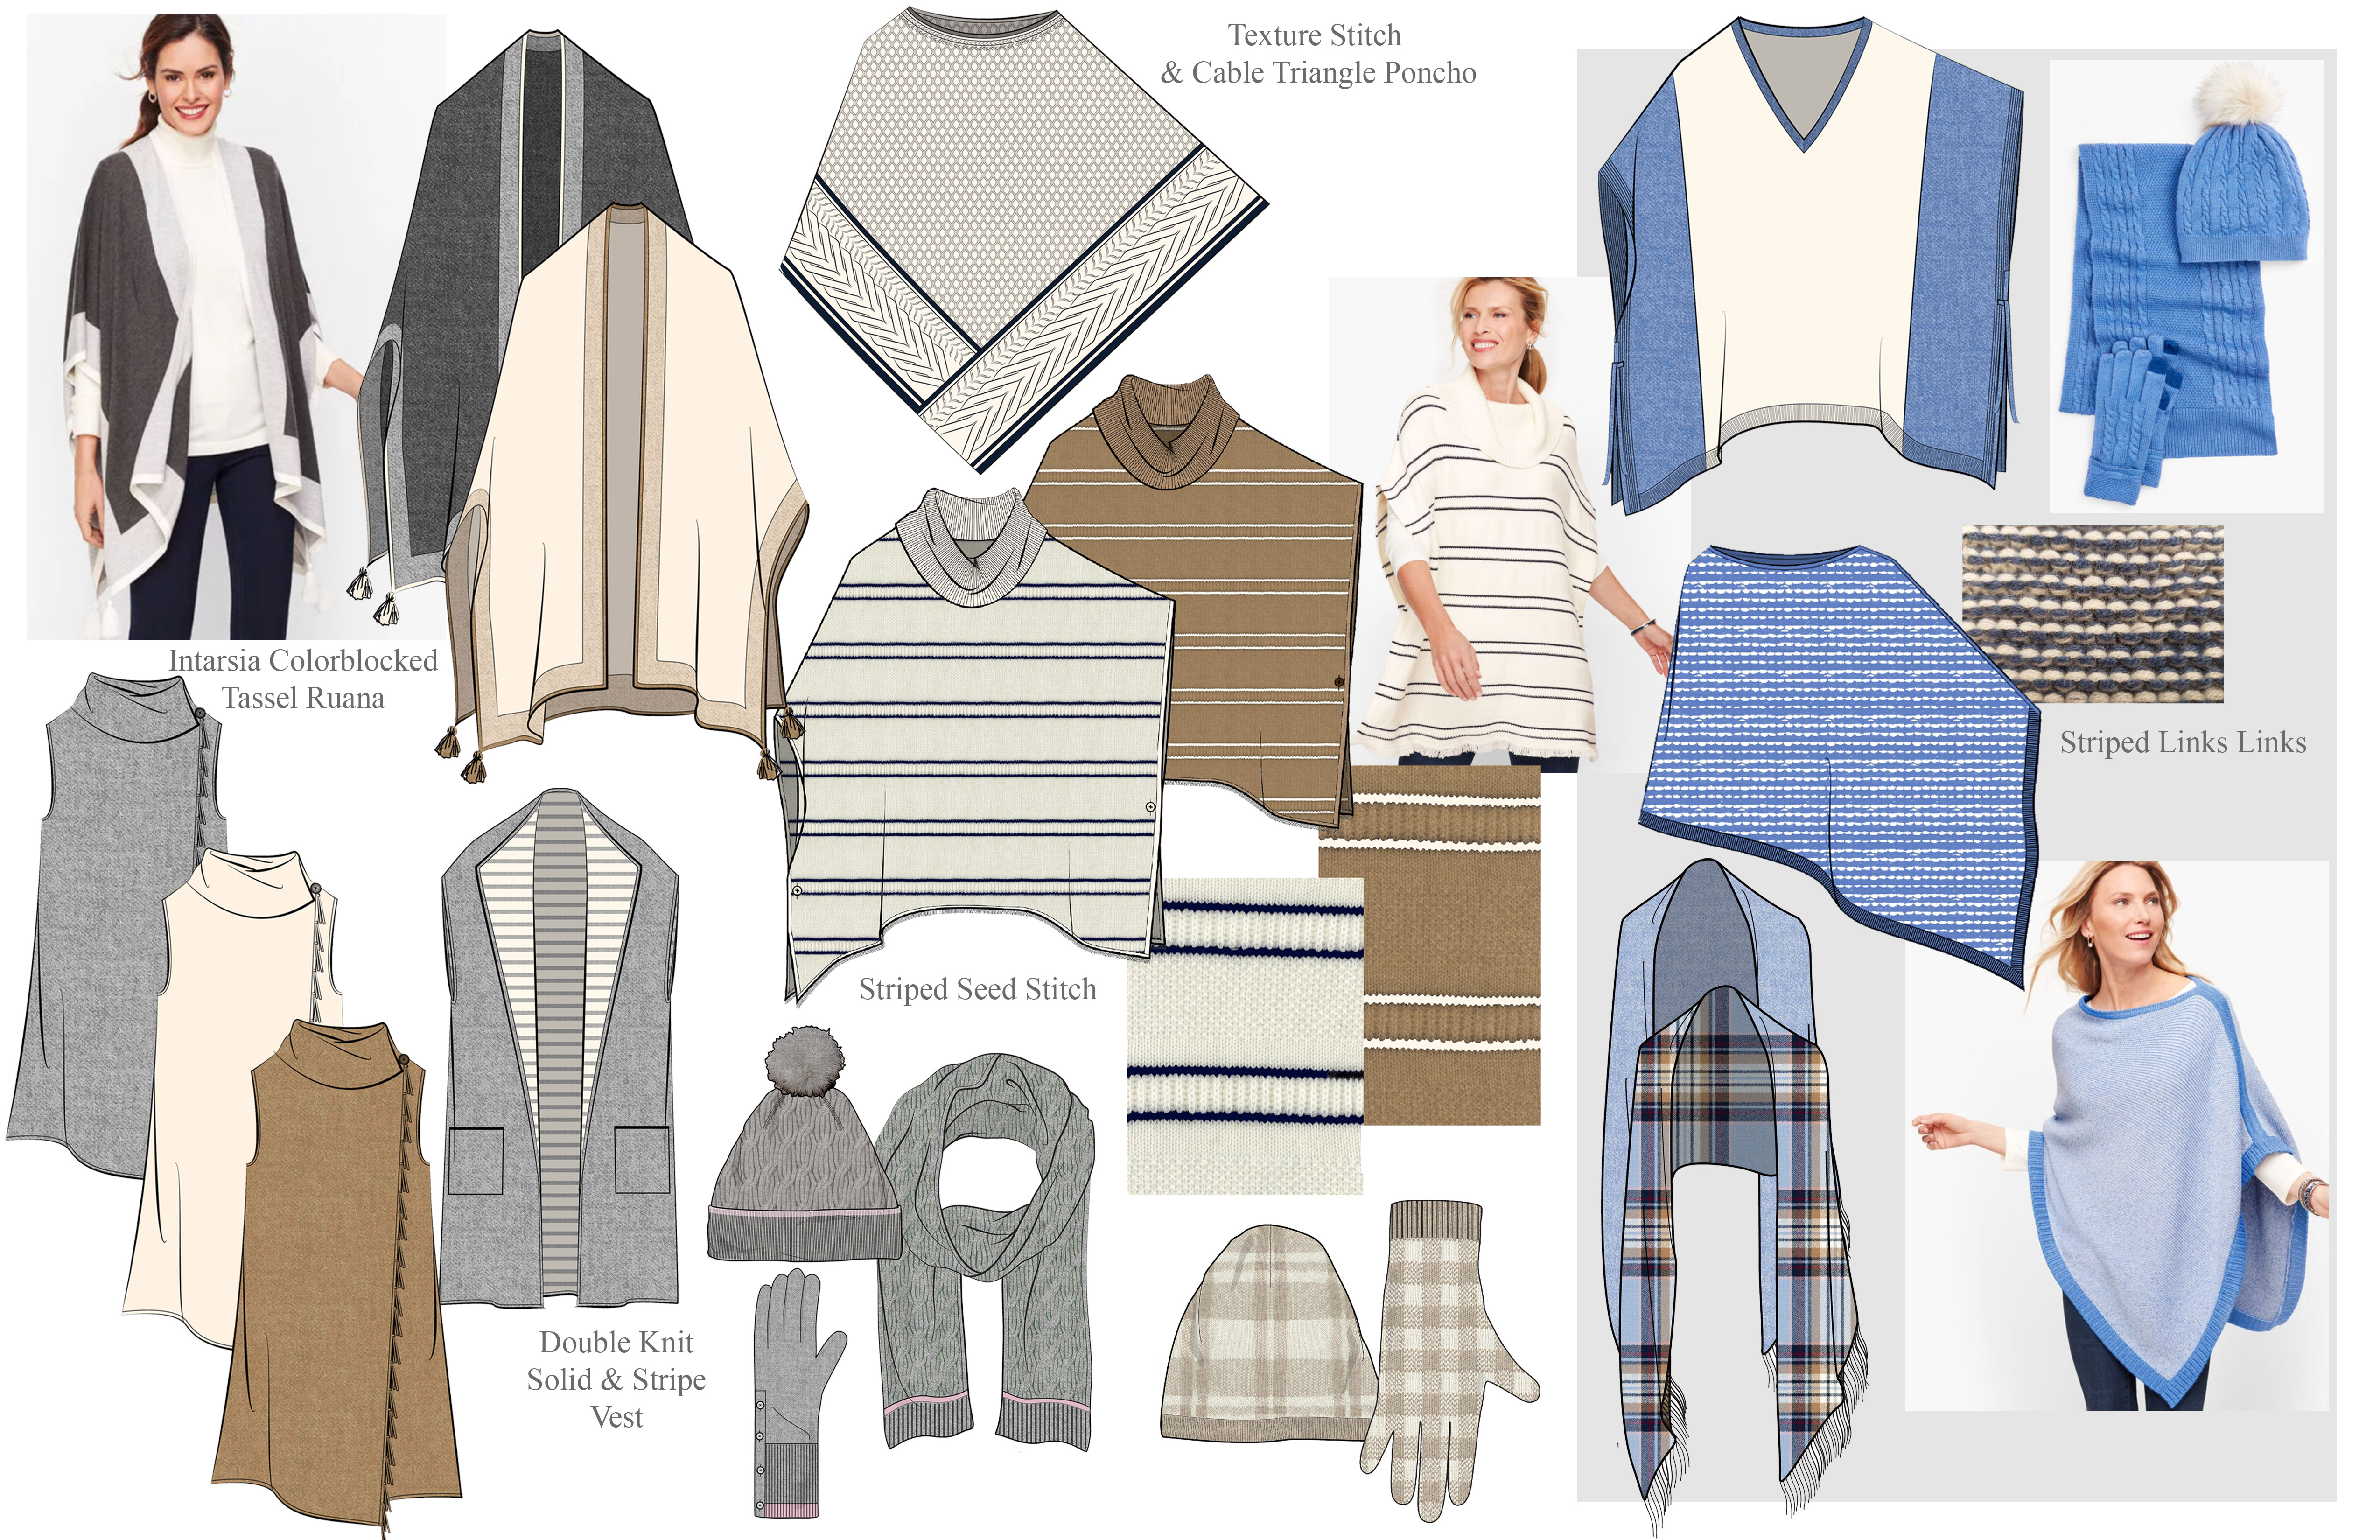 Texture Stitch
& Cable Triangle Poncho
Intarsia Colorblocked
Tassel Ruana
Striped Links Links
Striped Seed Stitch
Double Knit
Solid & Stripe
Vest